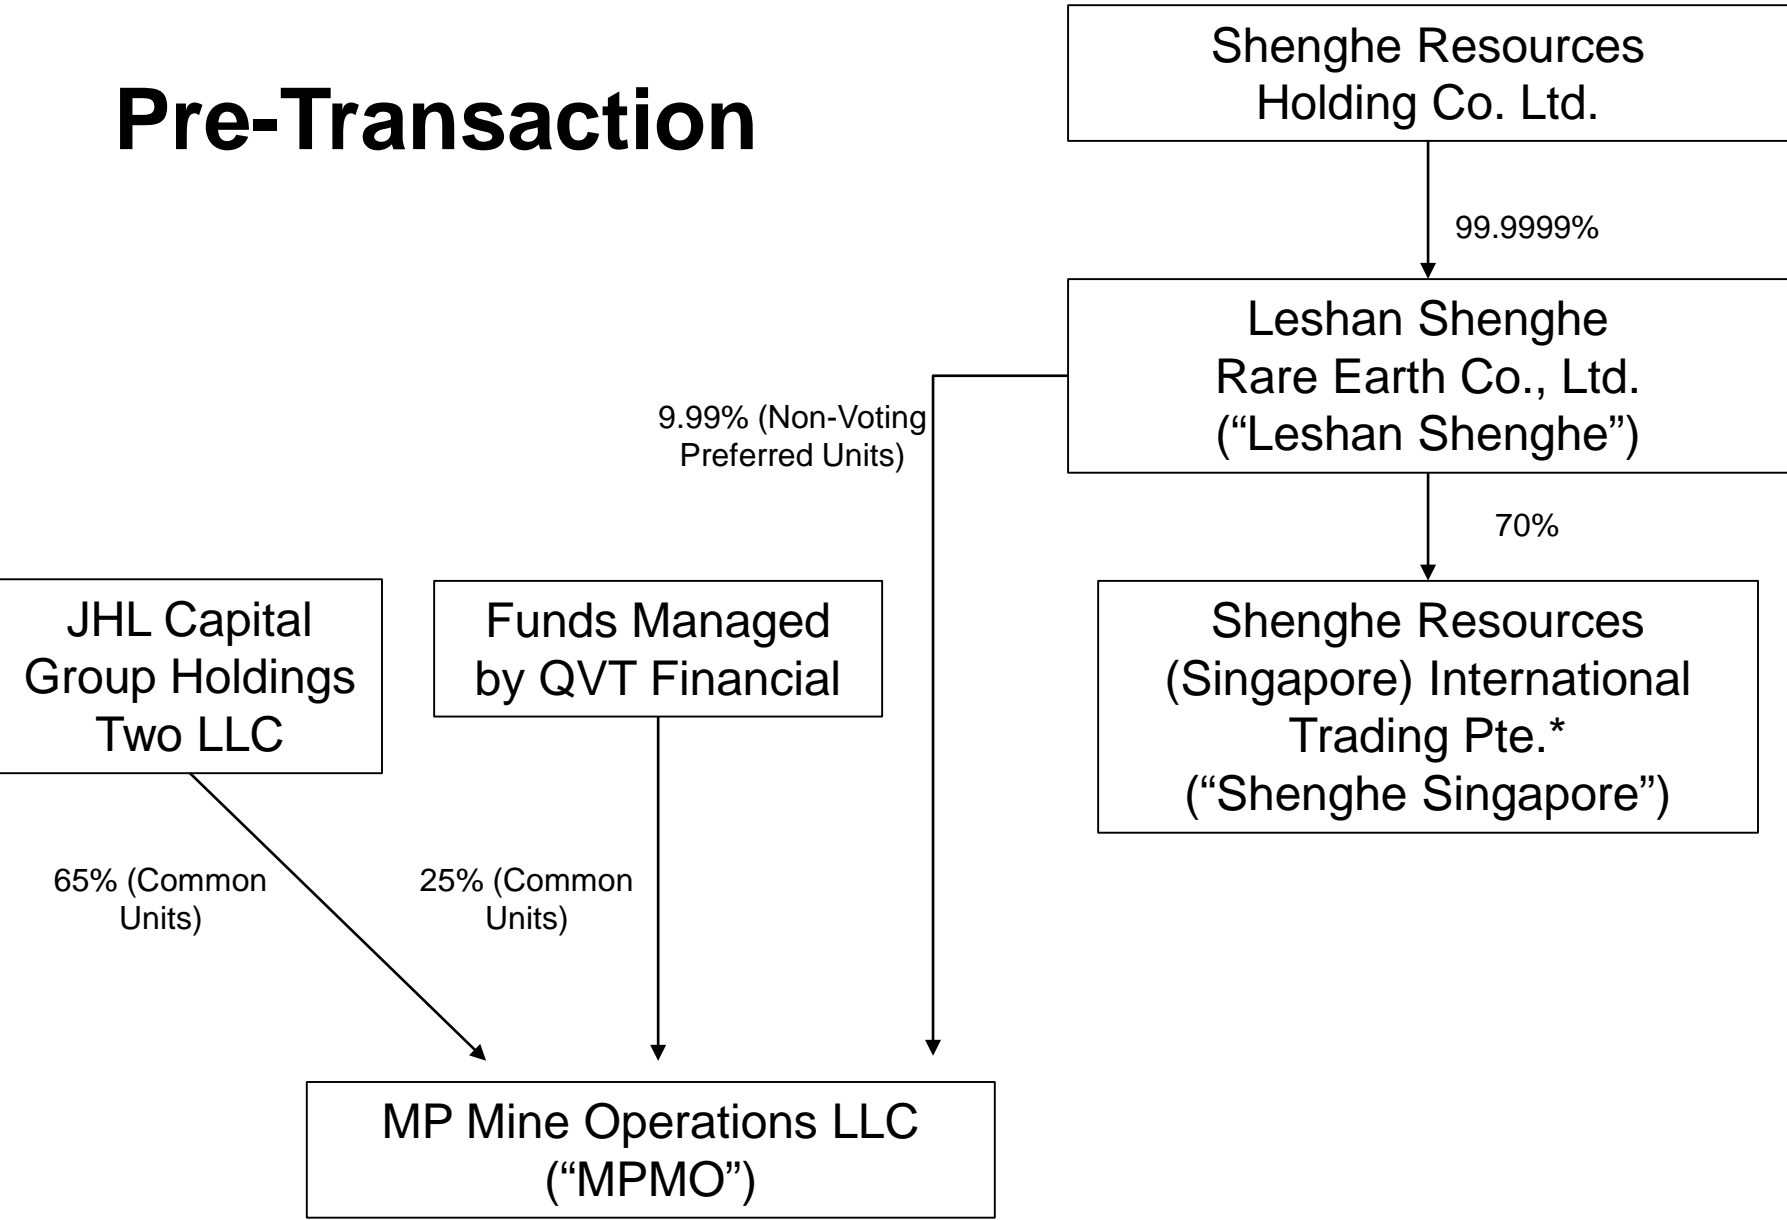 Pre-Transaction
Shenghe Resources
Holding Co. Ltd.
99.9999%
Leshan Shenghe
Rare Earth Co., Ltd.
(“Leshan Shenghe”)
9.99% (Non-Voting
Preferred Units)
70%
JHL Capital
Group Holdings
Two LLC
Funds Managed
by QVT Financial
Shenghe Resources
(Singapore) International
Trading Pte.*
(“Shenghe Singapore”)
65% (Common
Units)
25% (Common
Units)
MP Mine Operations LLC
(“MPMO”)